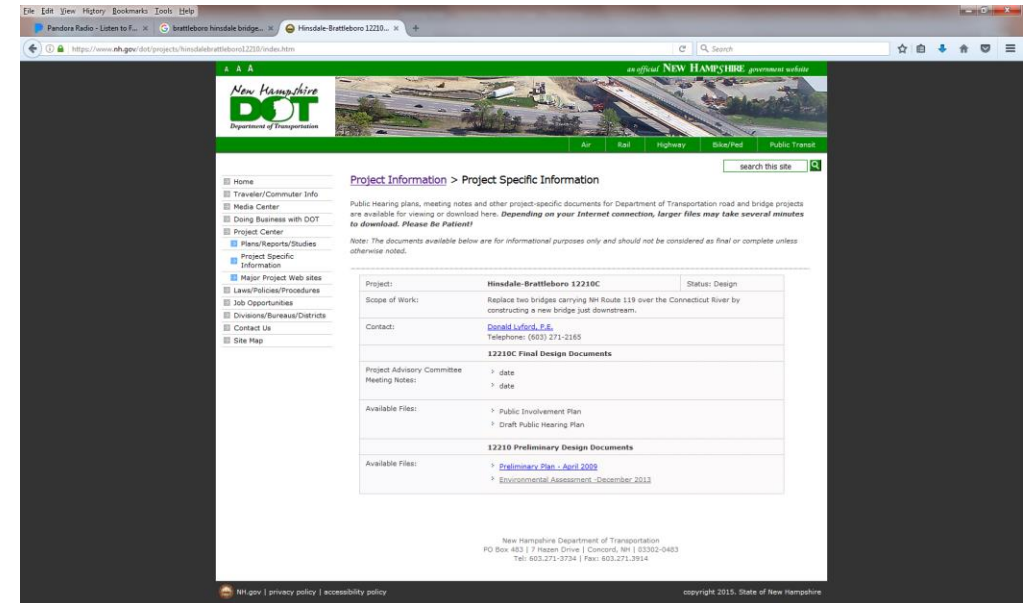 File Edit View History Bookmarks Tools Help
Pandora Radio - Listen to F... × brattleboro hinsdale bridge... × Hinsdale-Brattleboro 12210... × +
https://www.nh.gov/dot/projects/hinsdalebrattleboro12210/index.htm Search
A A A an official NEW HAMPSHIRE government website
New Hampshire
DOT
Department of Transportation
Air Rail Highway Bike/Ped Public Transit
search this site
Home
Traveler/Commuter Info
Media Center
Doing Business with DOT
Project Center
Plans/Reports/Studies
Project Specific
Information
Major Project Web sites
Laws/Policies/Procedures
Job Opportunities
Divisions/Bureaus/Districts
Contact Us
Site Map
Project Information > Project Specific Information
Public Hearing plans, meeting notes and other project-specific documents for Department of Transportation road and bridge projects
are available for viewing or download here. Depending on your Internet connection, larger files may take several minutes
to download. Please Be Patient!
Note: The documents available below are for informational purposes only and should not be considered as final or complete unless
otherwise noted.
Project: Hinsdale-Brattleboro 12210C Status: Design
Scope of Work: Replace two bridges carrying NH Route 119 over the Connecticut River by
constructing a new bridge just downstream.
Contact: Donald Lyford, P.E.
Telephone: (603) 271-2165
12210C Final Design Documents
Project Advisory Committee
Meeting Notes:
› date
› date
Available Files: › Public Involvement Plan
› Draft Public Hearing Plan
12210 Preliminary Design Documents
Available Files: › Preliminary Plan - April 2009
› Environmental Assessment -December 2013
New Hampshire Department of Transportation
PO Box 483 | 7 Hazen Drive | Concord, NH | 03302-0483
Tel: 603.271-3734 | Fax: 603.271.3914
NH.gov | privacy policy | accessibility policy copyright 2015. State of New Hampshire